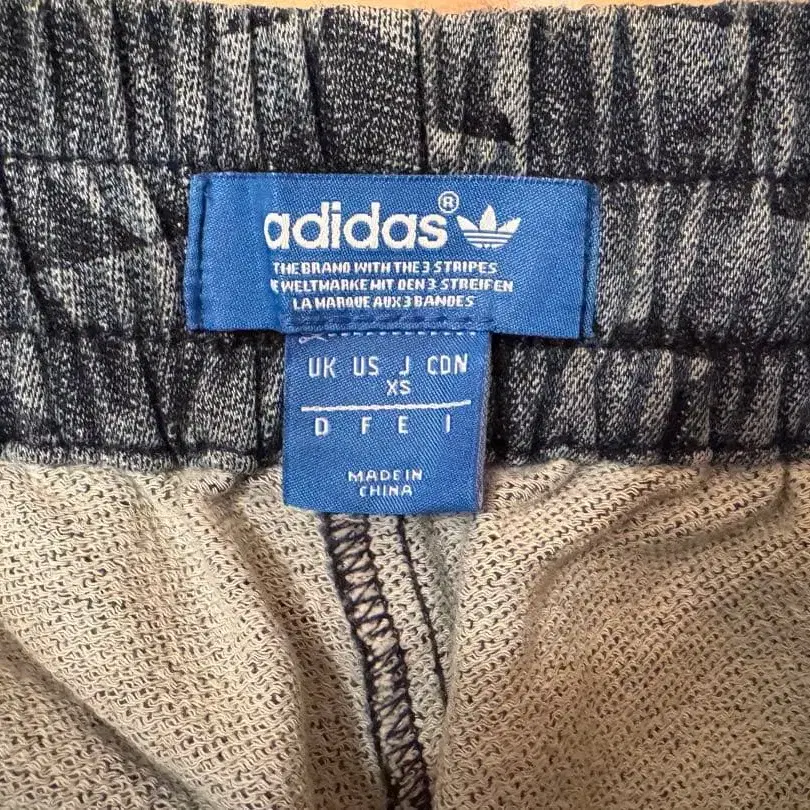 adidas®
THE BRAND WITH THE 3 STRIPES
E WELTMARKE MIT DEN 3 STREIFEN
LA MARQUE AUX 3 BANDES
UK US J CDN
XS
D F E I
MADE IN
CHINA